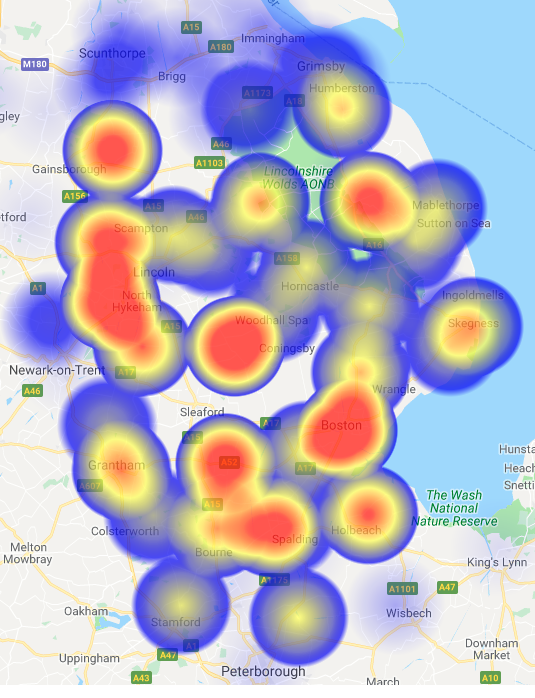 A15
Immingham
Scunthorpe
A180
M180
Grimsby
Brigg
Humberston
A1173
A18
gley
A46
A1103
Gainsborough
Lincolnshire
Wolds AONB
A156
Mablethorpe
tford
A15
A46
Scampton
Sutton on Sea
A16
A158
Lincoln
Horncastle
A1
North
Hykeham
Ingoldmells
Woodhall Spa
Skegness
A15
Coningsby
Newark-on-Trent
A17
A46
Wrangle
Sleaford
A17
Boston
A15
Hunsta
A52
Grantham
A17
Heach
Snettis
A607
The Wash
National
Nature Reserve
A15
Colsterworth
Holbeach
Spalding
Bourne
Melton
Mowbray
King's Lynn
A1175
A1101
A47
Oakham
Wisbech
Stamford
A1
Downham
Market
A47
Uppingham
Peterborough
A43
March
A10